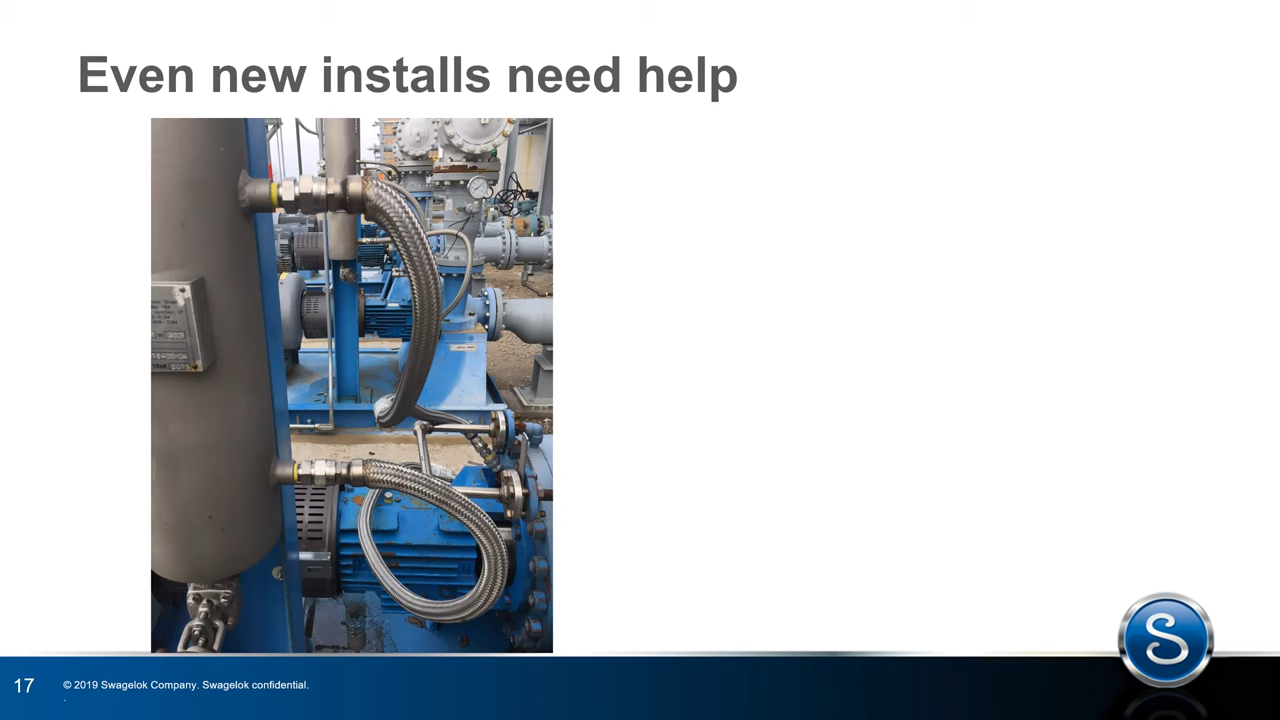 Even new installs need help
17
© 2019 Swagelok Company. Swagelok confidential.
.
S